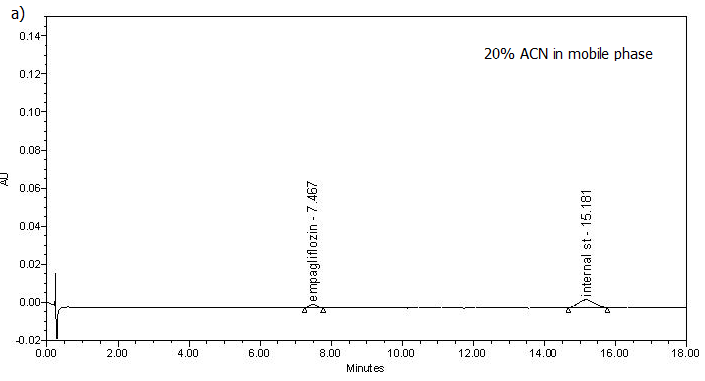 a)
20% ACN in mobile phase
0.14
0.12
0.10
0.08
0.06
0.04
0.02
0.00
-0.02
AU
empagliflozin - 7.467
internal st - 15.181
0.00 2.00 4.00 6.00 8.00 10.00 12.00 14.00 16.00 18.00
Minutes